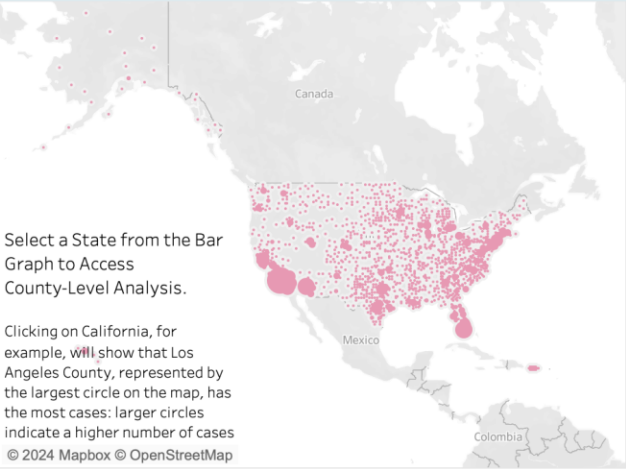 Canada
Select a State from the Bar
Graph to Access
County-Level Analysis.
Clicking on California, for
example, will show that Los
Angeles County, represented by
the largest circle on the map, has
the most cases: larger circles
indicate a higher number of cases
Mexico
Colombia
© 2024 Mapbox © OpenStreetMap